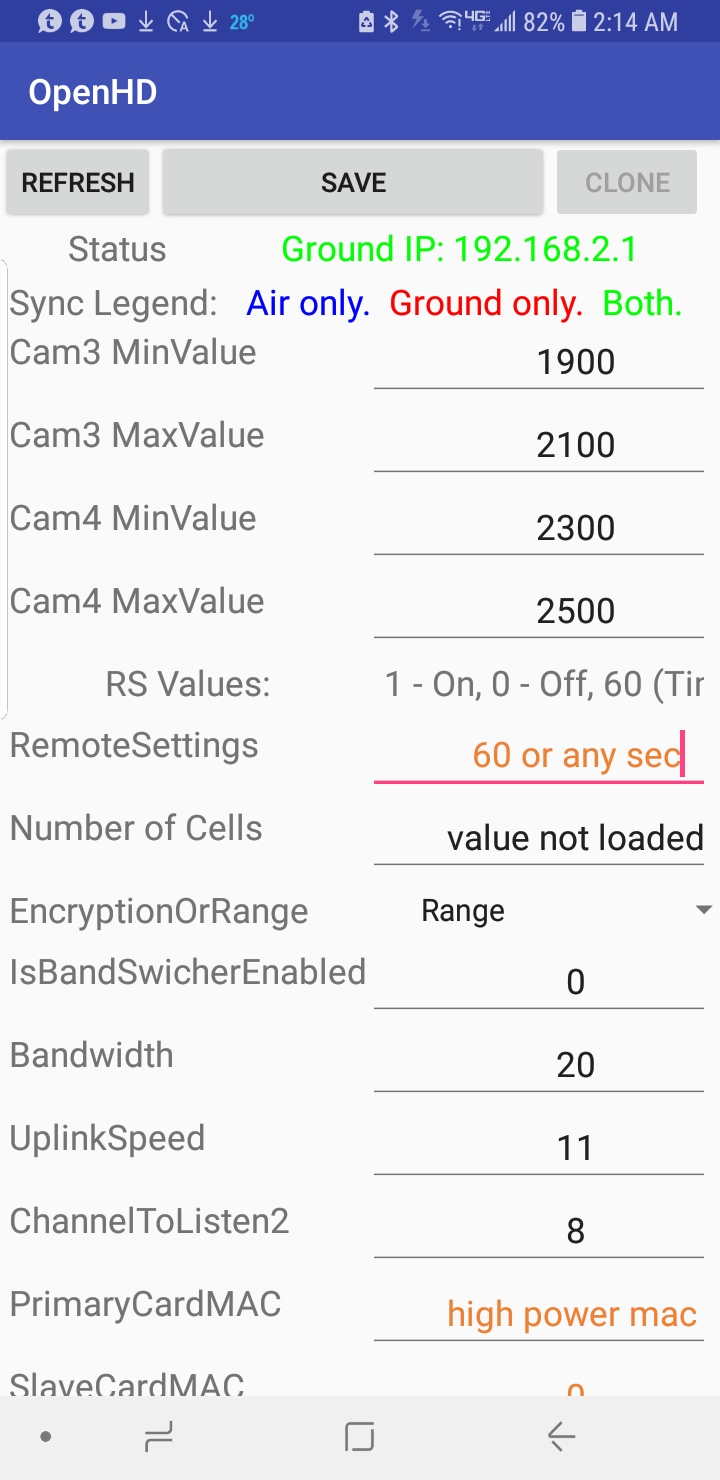 28°
4GE 82% 2:14 AM
OpenHD
REFRESH SAVE CLONE
Status Ground IP: 192.168.2.1
Sync Legend: Air only. Ground only. Both.
Cam3 MinValue 1900
Cam3 MaxValue 2100
Cam4 MinValue 2300
Cam4 MaxValue 2500
RS Values: 1 - On, 0 - Off, 60 (Tir
RemoteSettings 60 or any sec
Number of Cells value not loaded
EncryptionOrRange Range
IsBandSwicherEnabled 0
Bandwidth 20
UplinkSpeed 11
ChannelToListen2 8
PrimaryCardMAC high power mac
SlaveCardMAC 0